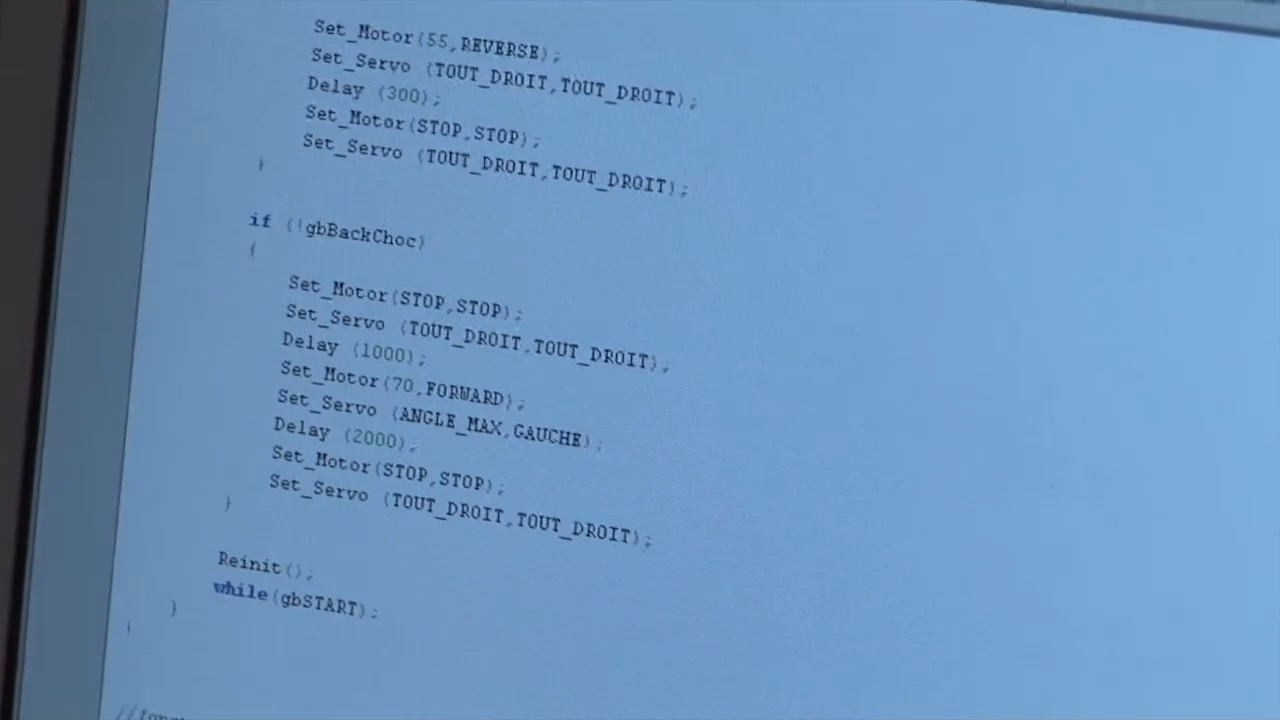 Set_Motor(55,REVERSE);
Set_Servo (TOUT_DROIT,TOUT_DROIT);
Delay (300);
Set_Motor(STOP,STOP);
Set_Servo (TOUT_DROIT,TOUT_DROIT);
}
if (!gbBackChoc)
{
Set_Motor(STOP,STOP);
Set_Servo (TOUT_DROIT,TOUT_DROIT);
Delay (1000);
Set_Motor(70,FORWARD);
Set_Servo (ANGLE_MAX,GAUCHE);
Delay (2000);
Set_Motor(STOP,STOP);
Set_Servo (TOUT_DROIT,TOUT_DROIT);
}
Reinit();
while(gbSTART);
}
}